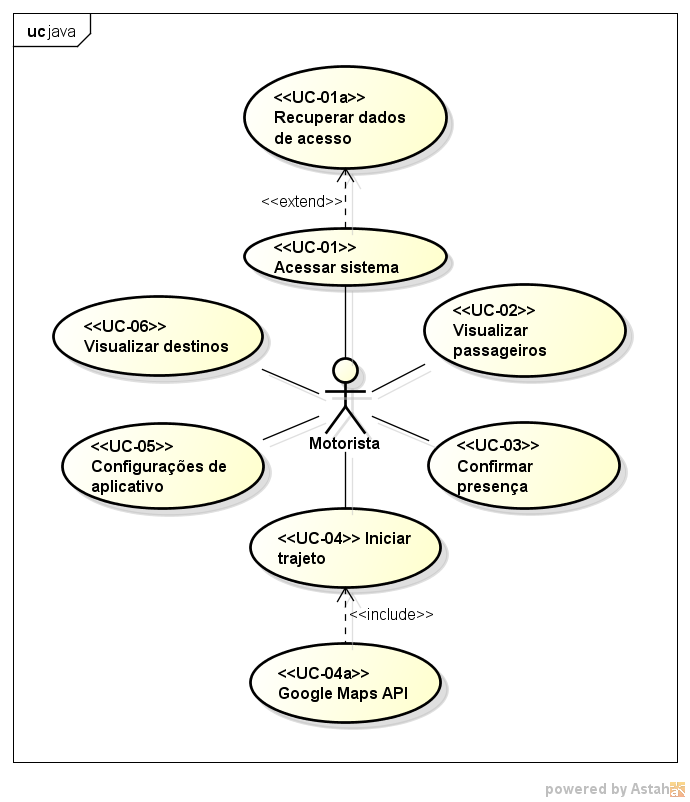 uc java
<<UC-01a>>
Recuperar dados
de acesso
<<extend>>
<<UC-01>>
Acessar sistema
<<UC-06>>
Visualizar destinos
<<UC-02>>
Visualizar
passageiros
Motorista
<<UC-05>>
Configurações de
aplicativo
<<UC-03>>
Confirmar
presença
<<UC-04>> Iniciar
trajeto
<<include>>
<<UC-04a>>
Google Maps API
powered by Astah